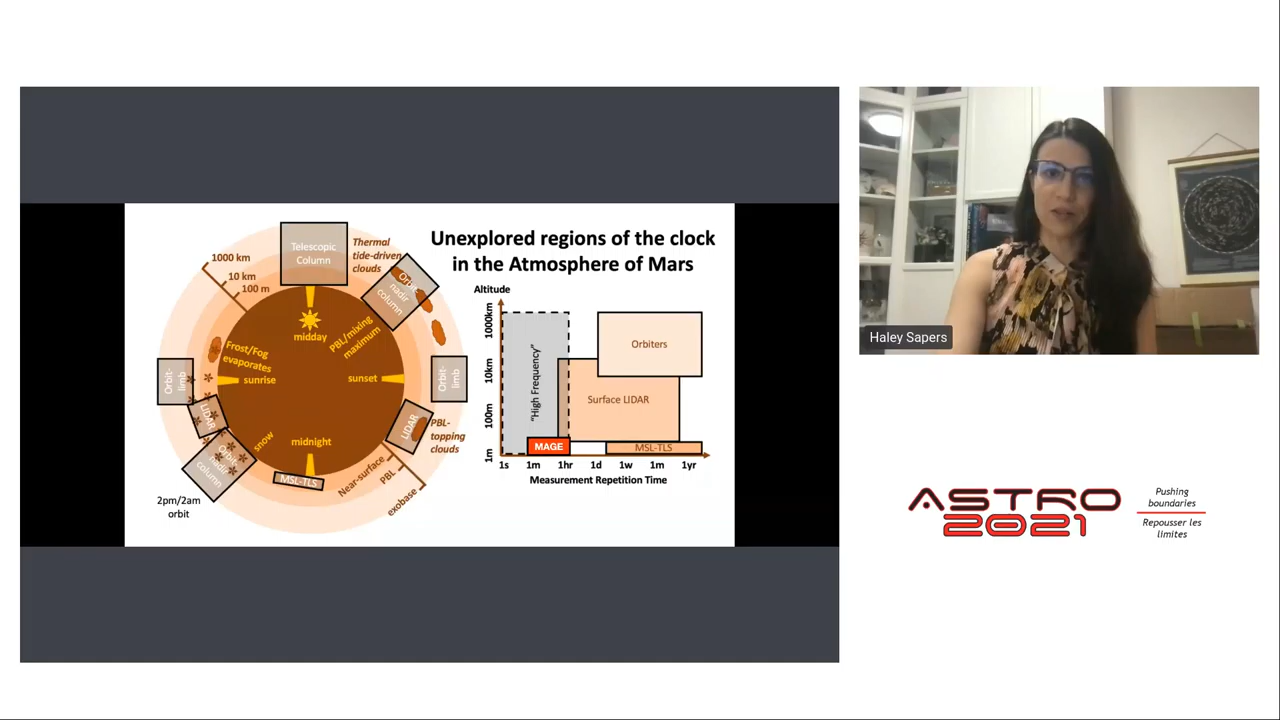 Unexplored regions of the clock
in the Atmosphere of Mars
1000 km
10 km
100 m
Telescopic
Column
Thermal
tide-driven
clouds
Orbit
nadir
column
midday
PBL/mixing
maximum
Frost/Fog
evaporates
Orbit-
limb
sunrise
sunset
Orbit-
limb
LIDAR
LIDAR
PBL-
topping
clouds
snow
midnight
Orbit
nadir
column
MSL-TLS
Near-surface
PBL
exobase
2pm/2am
orbit
Altitude
1000km
10km
100m
1m
"High Frequency"
Orbiters
Surface LIDAR
MAGE
MSL-TLS
1s 1m 1hr 1d 1w 1m 1yr
Measurement Repetition Time
Haley Sapers
ASTRO
2021
Pushing
boundaries
Repousser les
limites